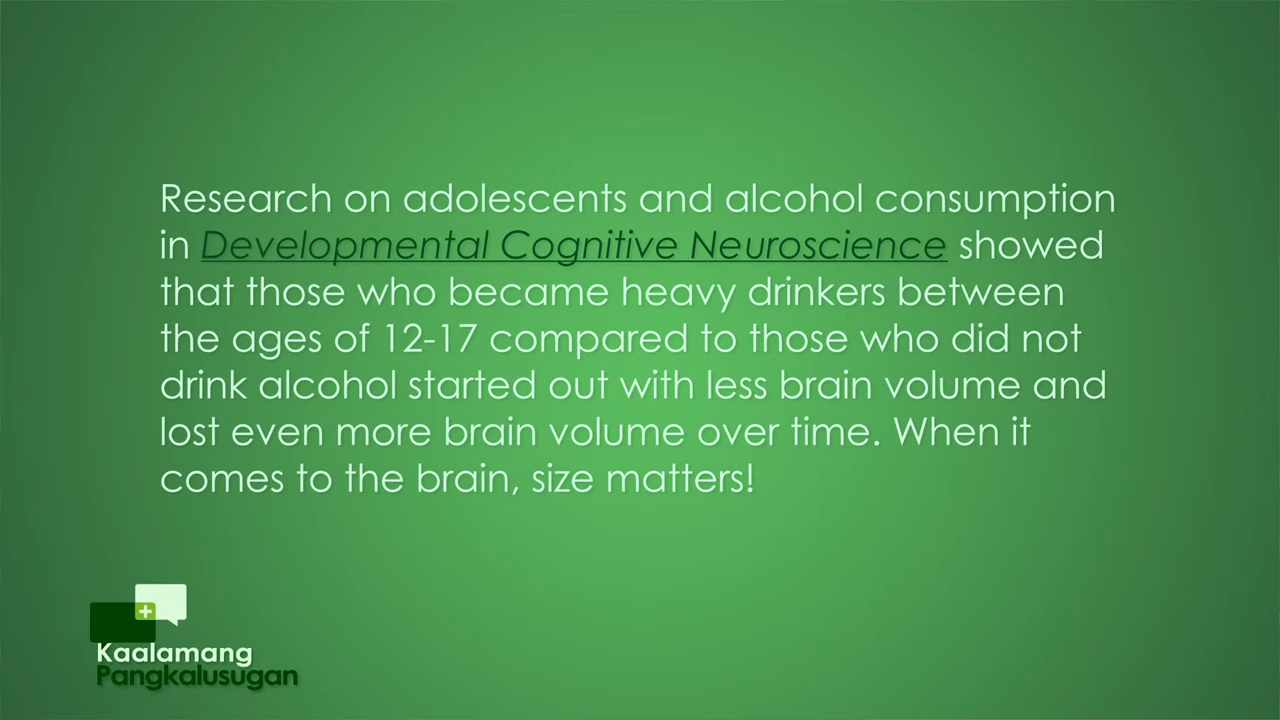 Research on adolescents and alcohol consumption
in Developmental Cognitive Neuroscience showed
that those who became heavy drinkers between
the ages of 12-17 compared to those who did not
drink alcohol started out with less brain volume and
lost even more brain volume over time. When it
comes to the brain, size matters!
Kaalamang
Pangkalusugan